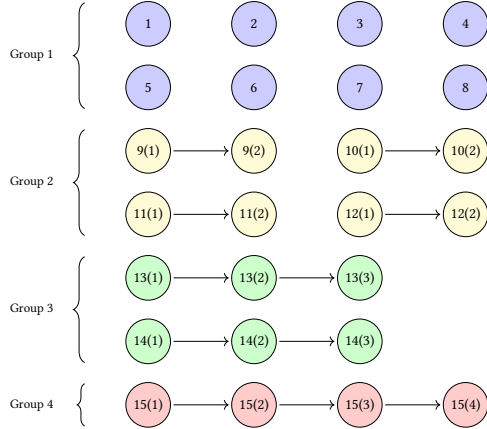 1 2 3 4
Group 1
5 6 7 8
9(1) 9(2) 10(1) 10(2)
Group 2
11(1) 11(2) 12(1) 12(2)
13(1) 13(2) 13(3)
Group 3
14(1) 14(2) 14(3)
Group 4 15(1) 15(2) 15(3) 15(4)